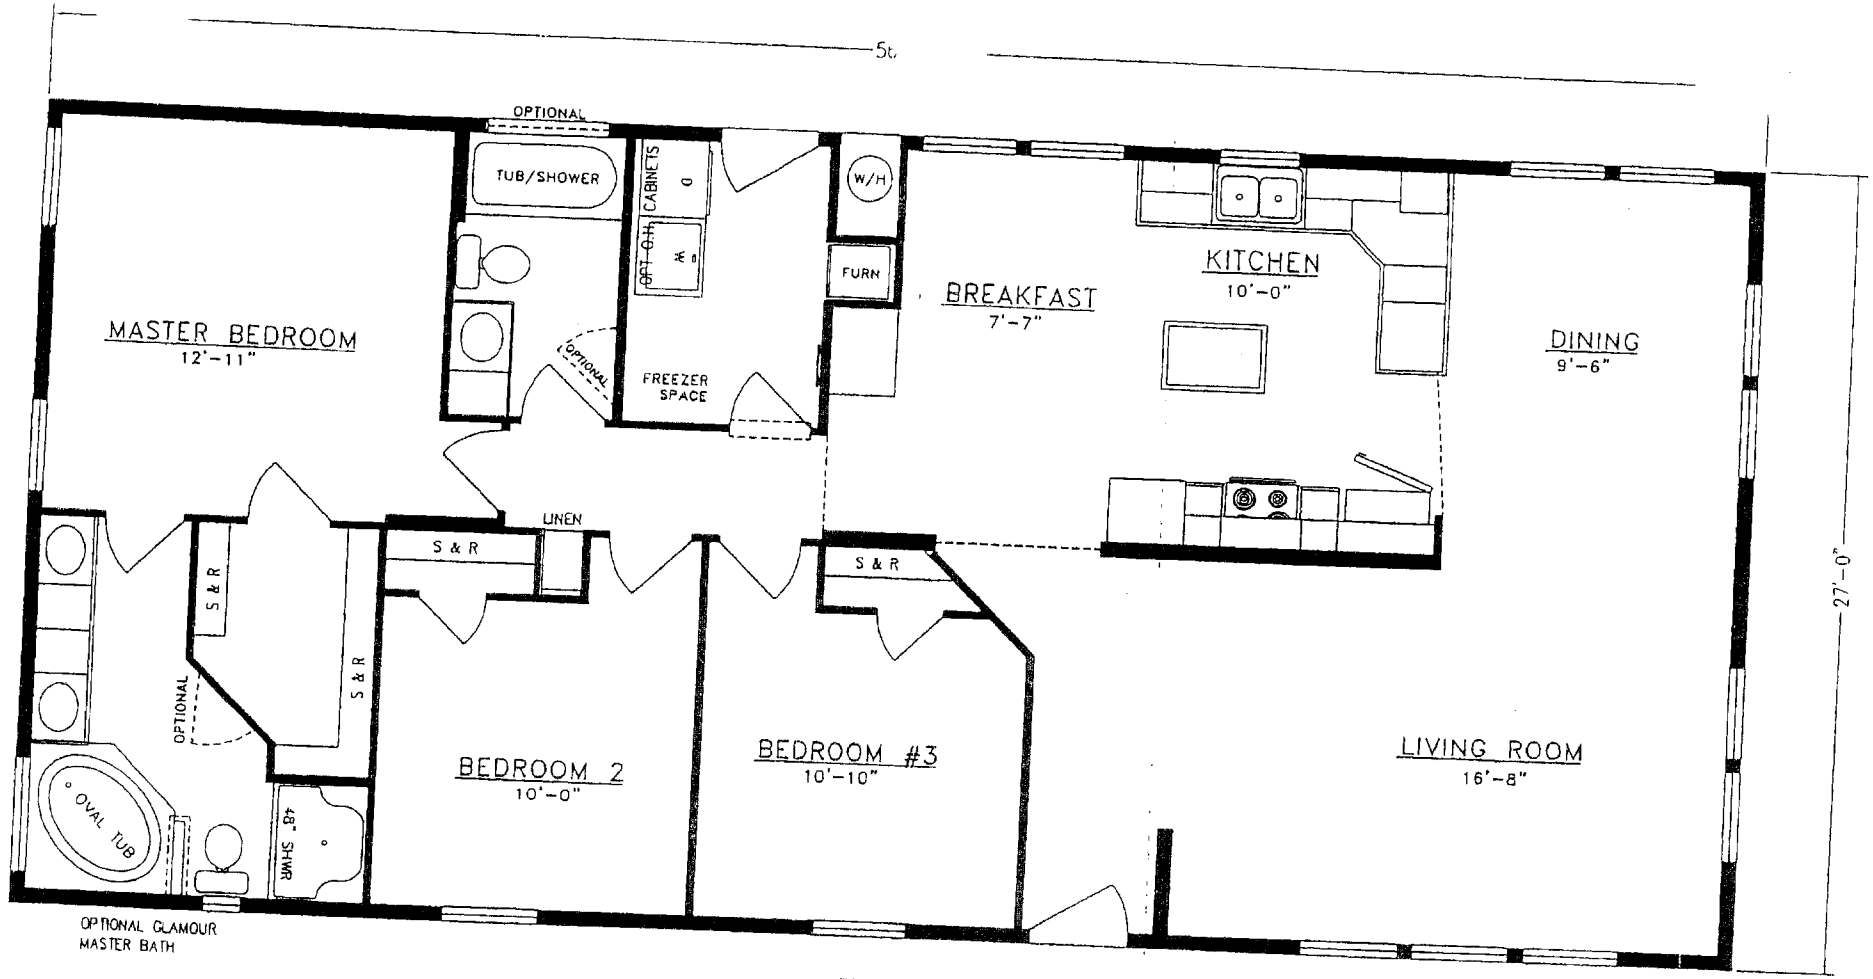 OPTIONAL
TUB/SHOWER
CABINETS
OPT O.H.
D
W
W/H
FURN
KITCHEN
10'-0"
BREAKFAST
7'-7"
MASTER BEDROOM
12'-11"
OPTIONAL
FREEZER
SPACE
DINING
9'-6"
LINEN
S & R
S & R
S & R
S & R
27'-0"
OPTIONAL
BEDROOM 2
10'-0"
BEDROOM #3
10'-10"
LIVING ROOM
16'-8"
OVAL TUB
48" SHWR
OPTIONAL GLAMOUR
MASTER BATH